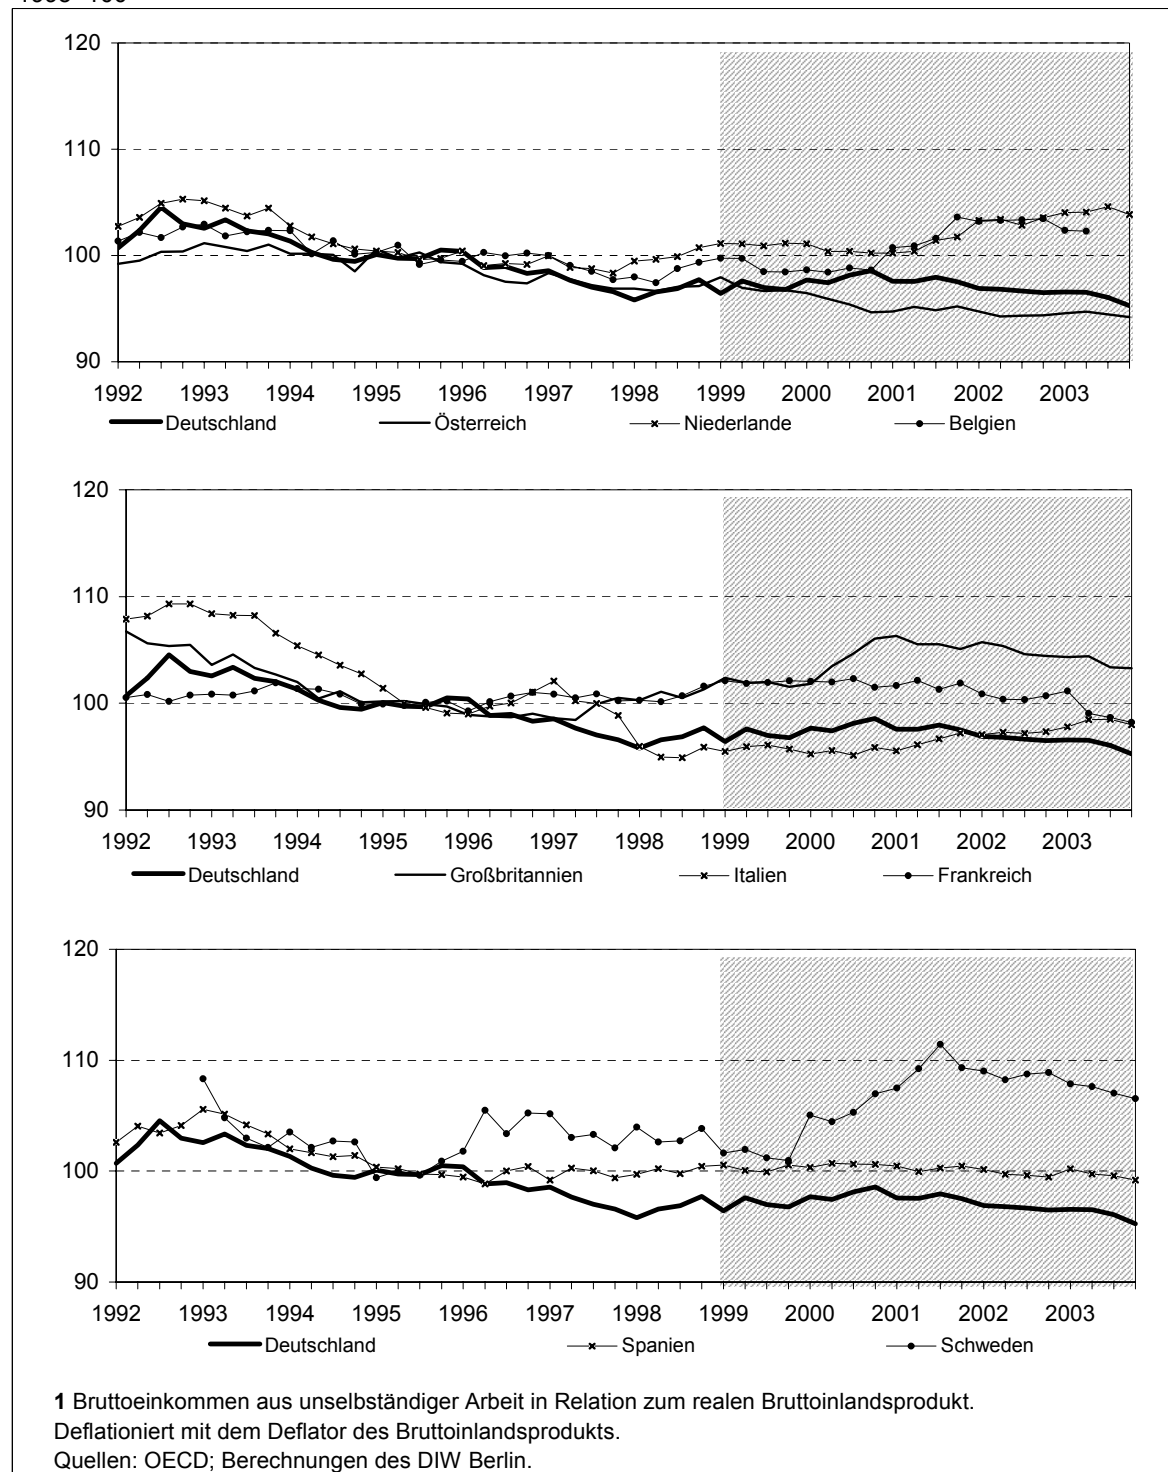 120
110
100
90
1992 1993 1994 1995 1996 1997 1998 1999 2000 2001 2002 2003
Deutschland Österreich Niederlande Belgien
120
110
100
90
1992 1993 1994 1995 1996 1997 1998 1999 2000 2001 2002 2003
Deutschland Großbritannien Italien Frankreich
120
110
100
90
1992 1993 1994 1995 1996 1997 1998 1999 2000 2001 2002 2003
Deutschland Spanien Schweden
1 Bruttoeinkommen aus unselbständiger Arbeit in Relation zum realen Bruttoinlandsprodukt.
Deflationiert mit dem Deflator des Bruttoinlandsprodukts.
Quellen: OECD; Berechnungen des DIW Berlin.